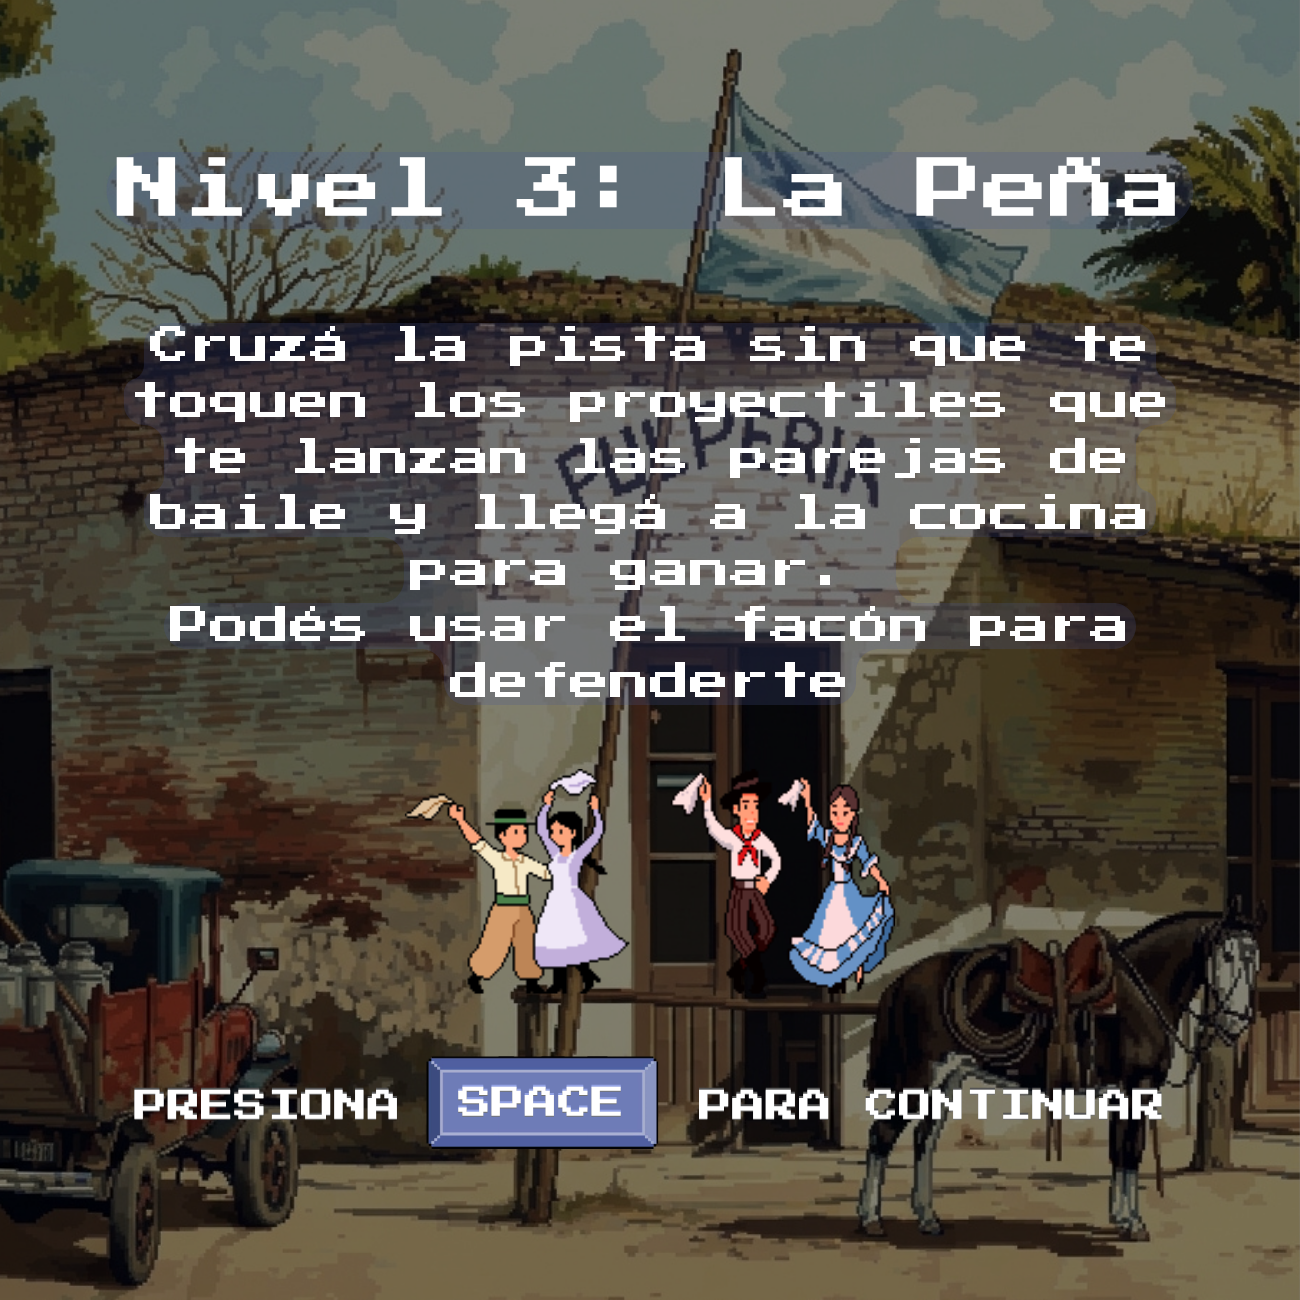 Nivel 3: La Peña
Cruzá la pista sin que te
toquen los proyectiles que
te lanzan las parejas de
baile y llegá a la cocina
para ganar.
Podés usar el facón para
defenderte
PULPERIA
PRESIONA SPACE PARA CONTINUAR